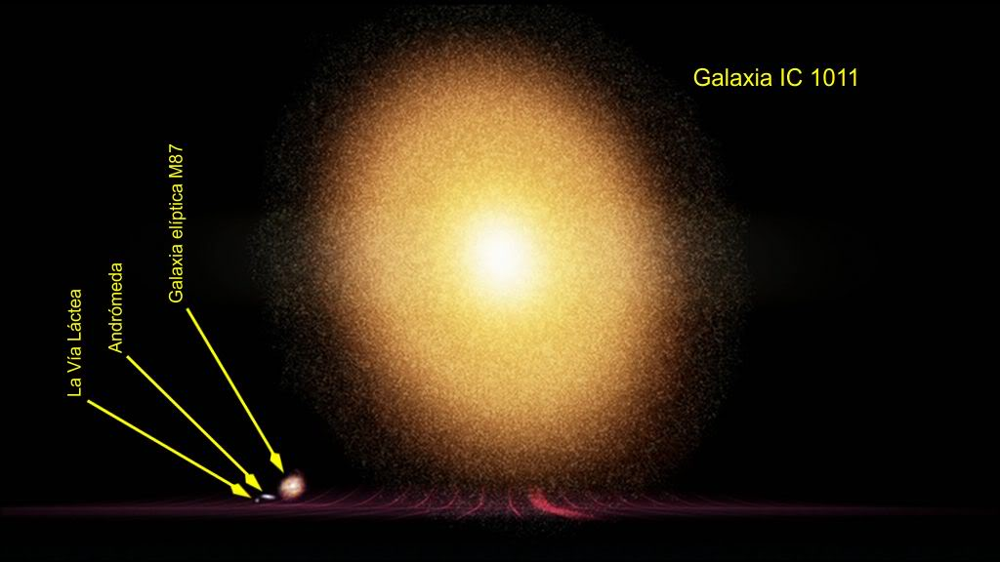 Galaxia IC 1011
Galaxia elíptica M87
Andrómeda
La Vía Láctea